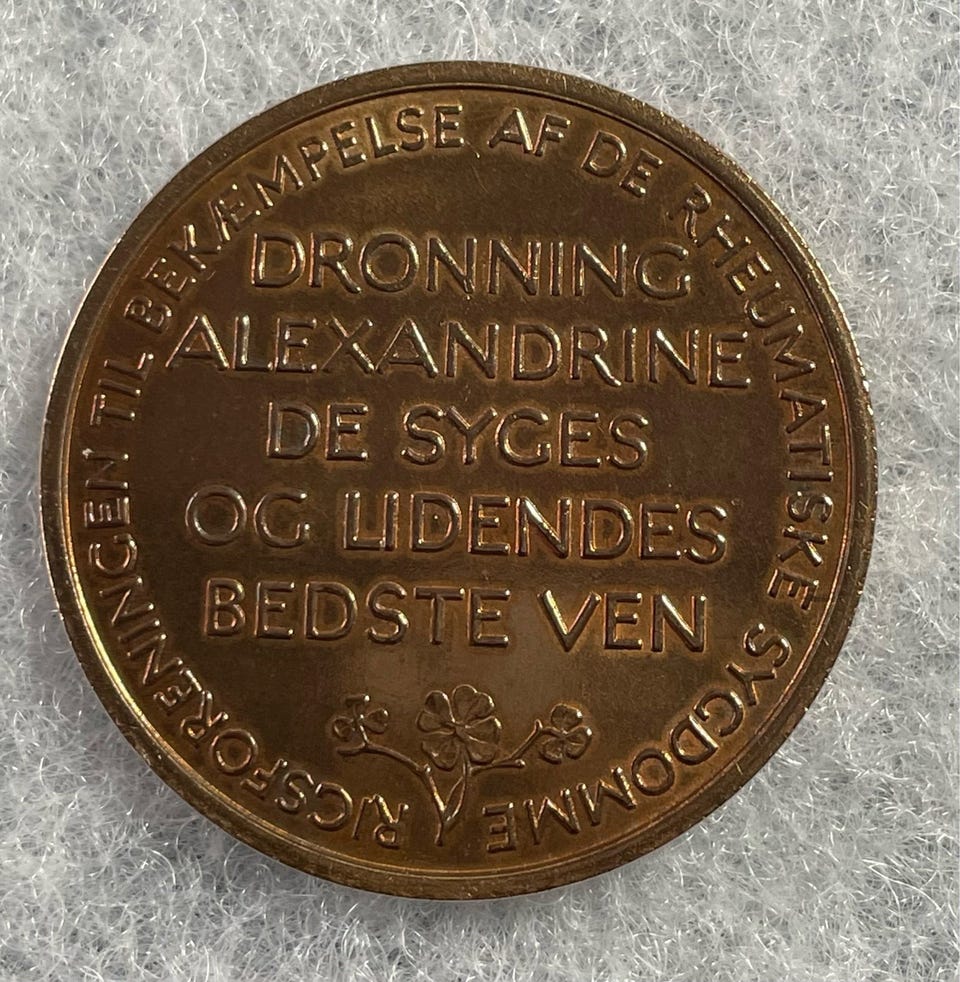 RIGSFORENINGEN TIL BEKÆMPELSE AF DE RHEUMATISKE SYGDOMME
DRONNING
ALEXANDRINE
DE SYGES
OG LIDENDES
BEDSTE VEN